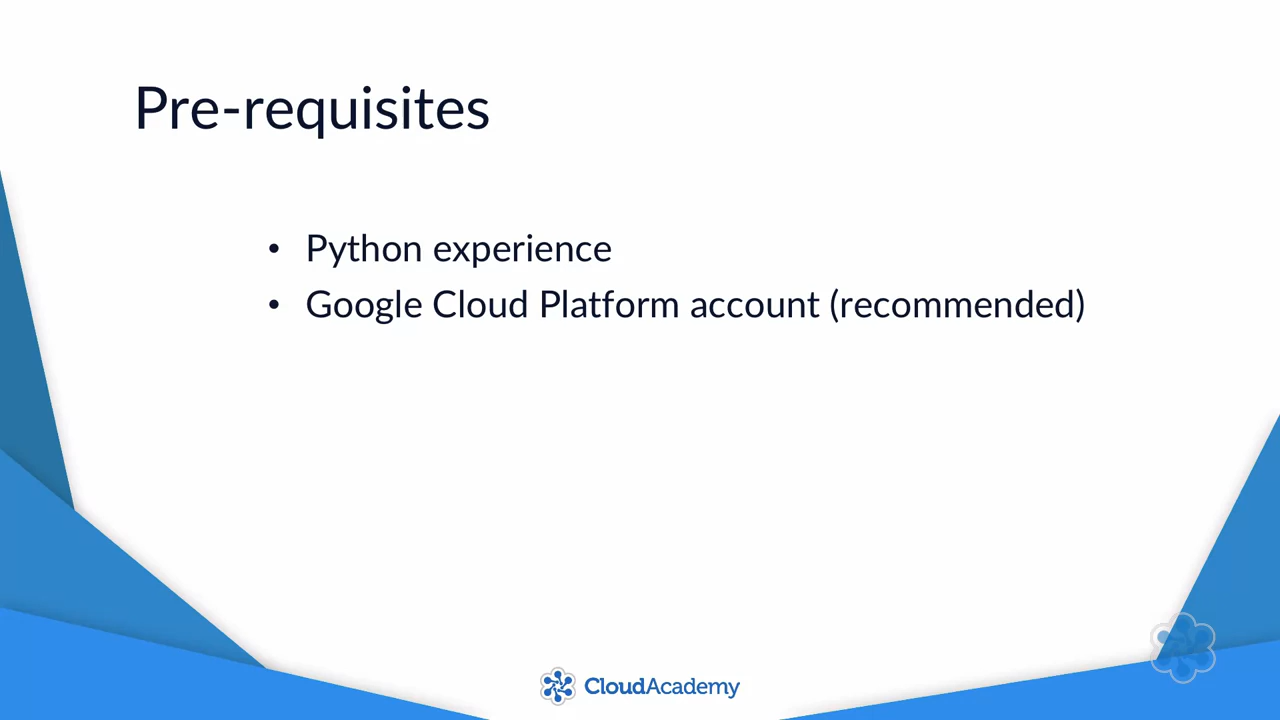 Pre-requisites
• Python experience
• Google Cloud Platform account (recommended)
CloudAcademy